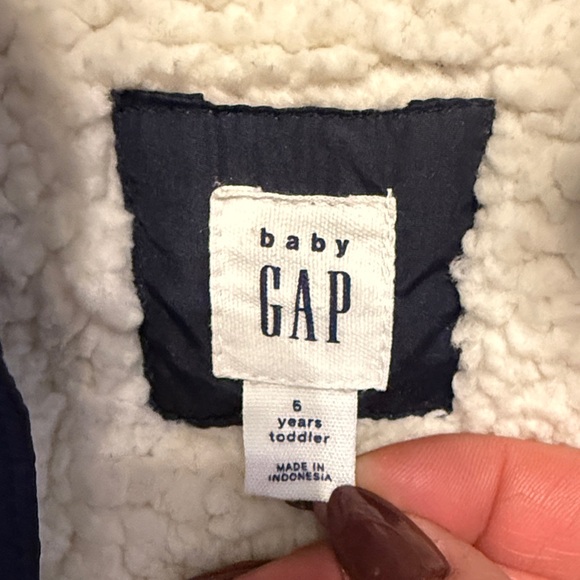 baby
GAP
5
years
toddler
MADE IN
INDONESIA